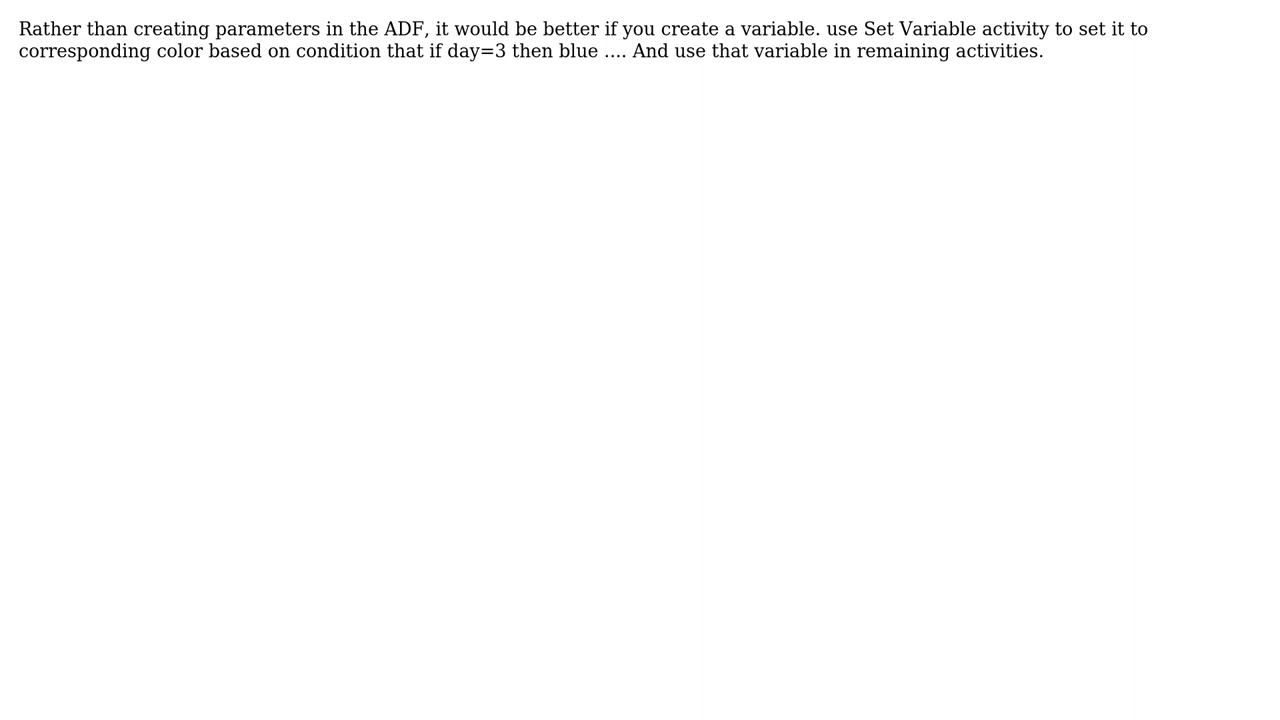 Rather than creating parameters in the ADF, it would be better if you create a variable. use Set Variable activity to set it to
corresponding color based on condition that if day=3 then blue .... And use that variable in remaining activities.